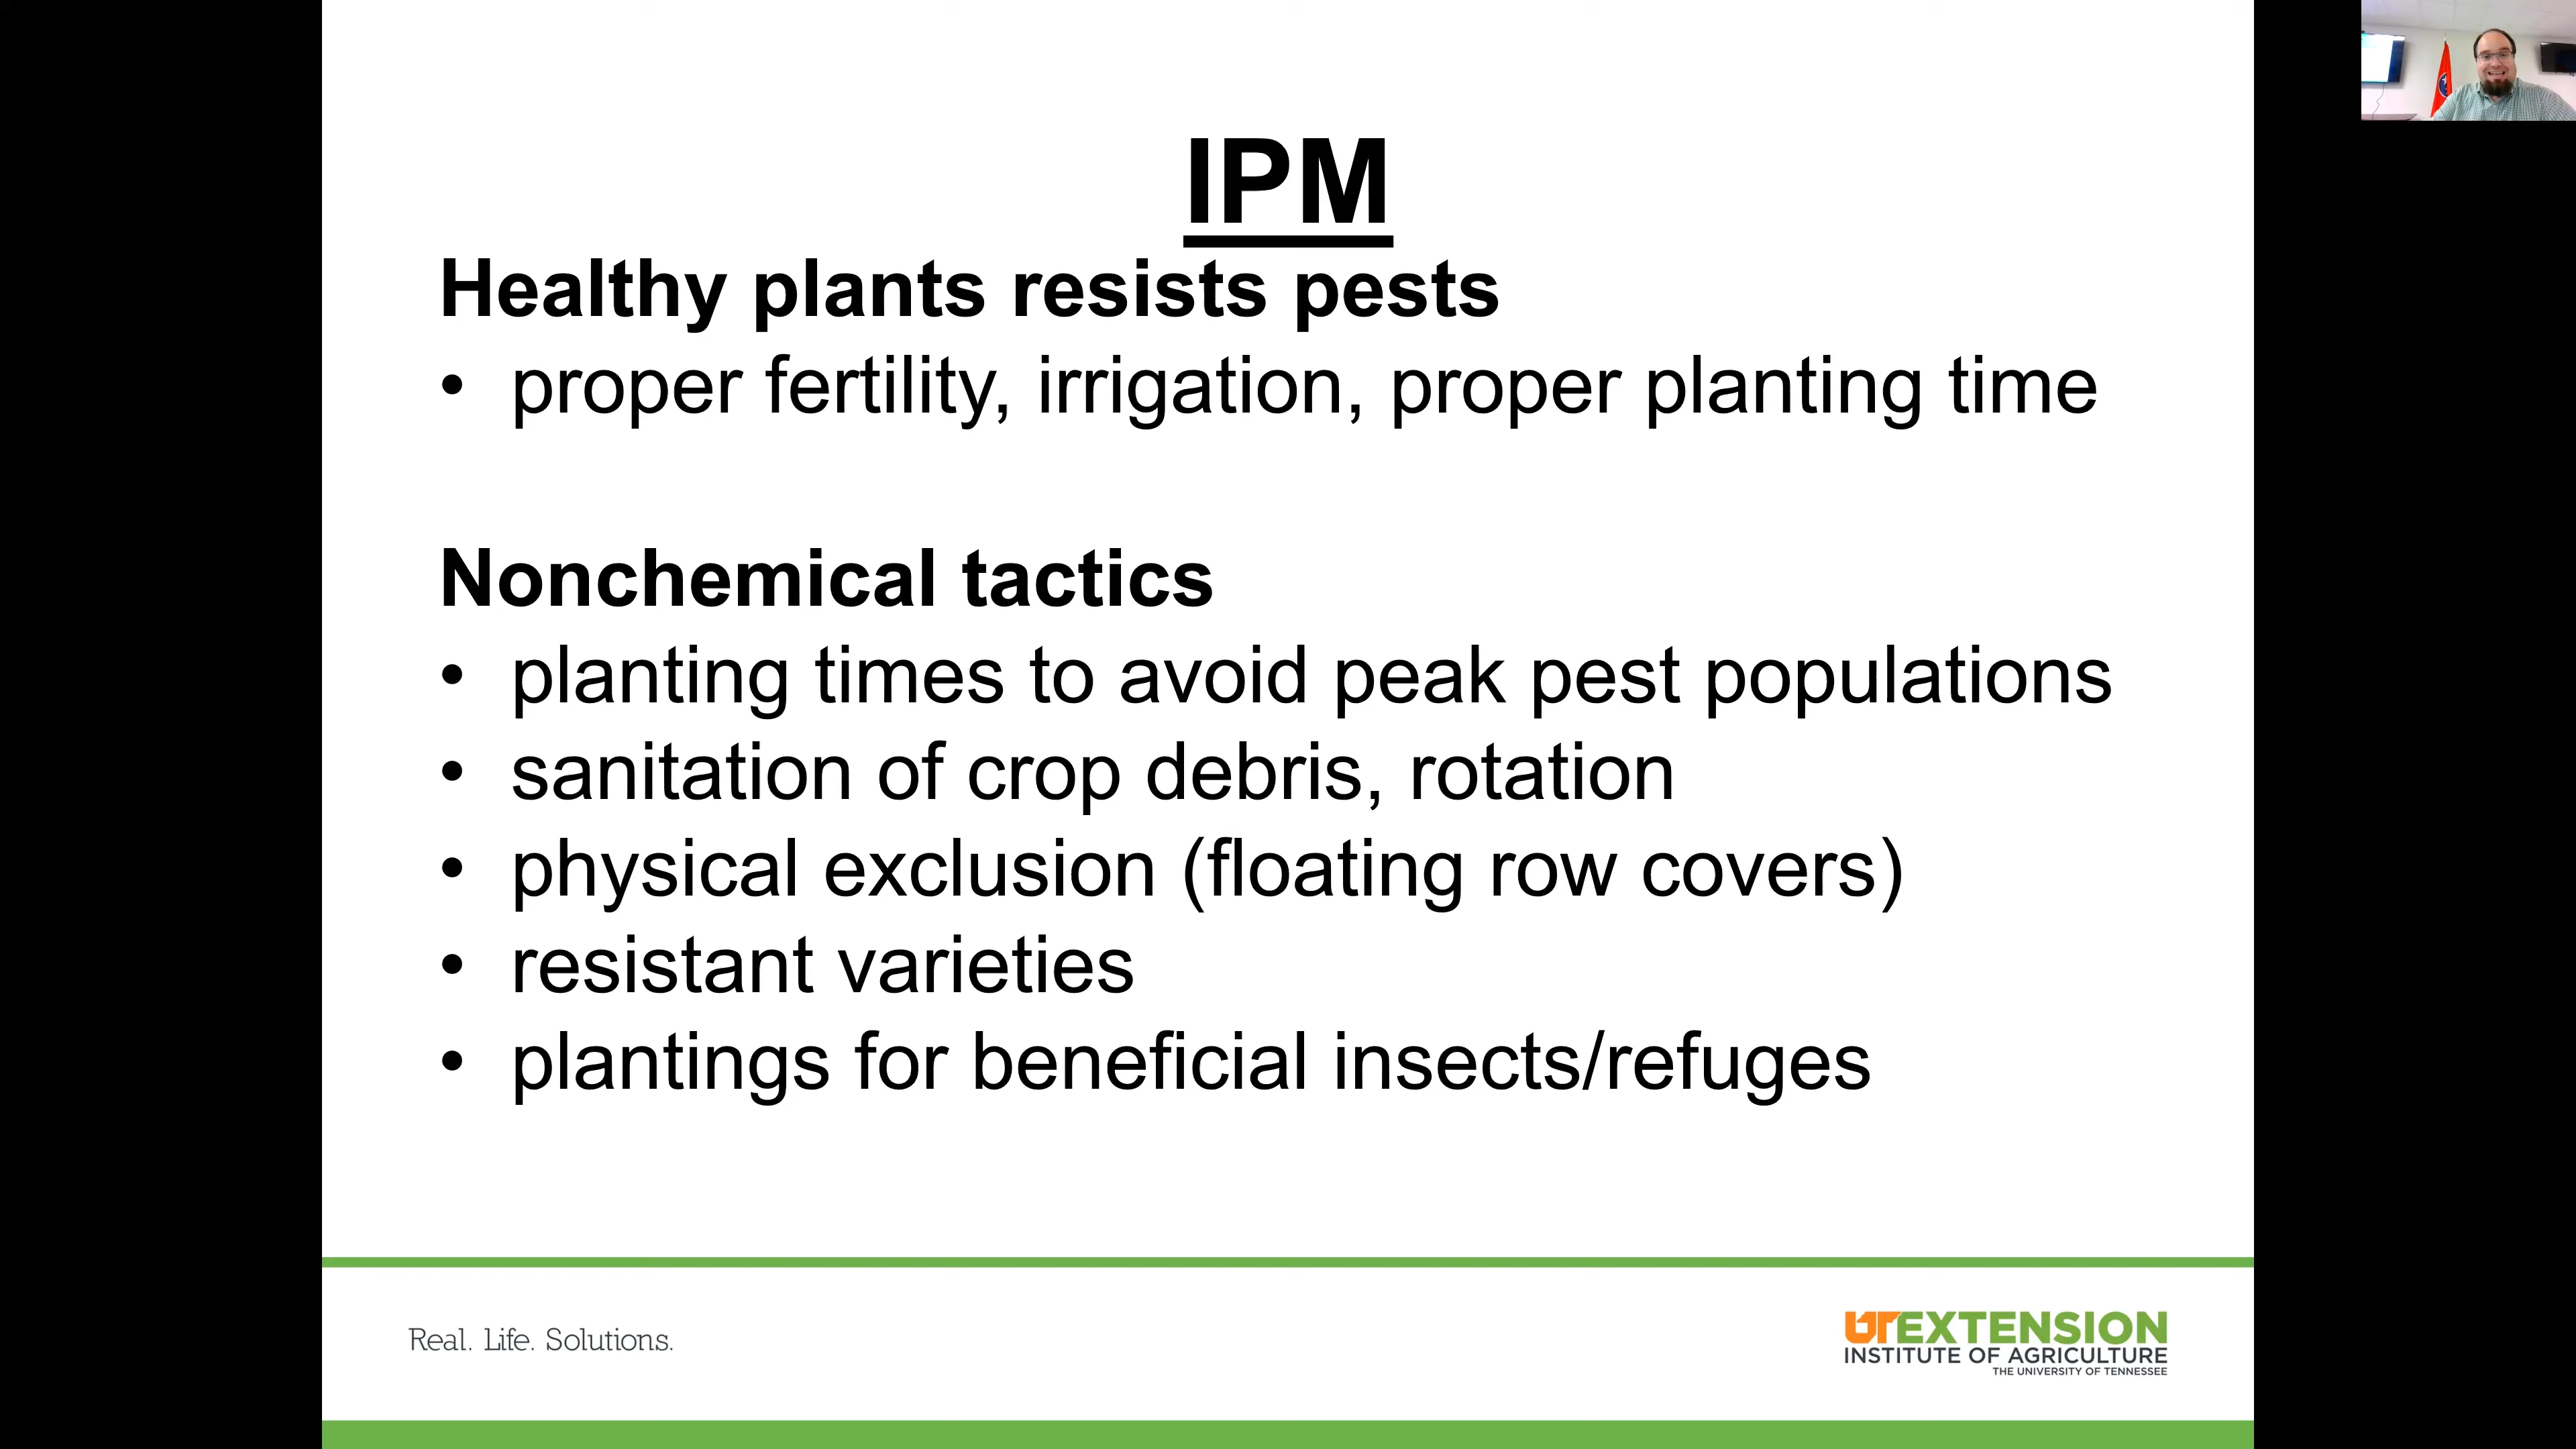 IPM
Healthy plants resists pests
• proper fertility, irrigation, proper planting time
Nonchemical tactics
• planting times to avoid peak pest populations
• sanitation of crop debris, rotation
• physical exclusion (floating row covers)
• resistant varieties
• plantings for beneficial insects/refuges
Real. Life. Solutions.
UTEXTENSION
INSTITUTE OF AGRICULTURE
THE UNIVERSITY OF TENNESSEE